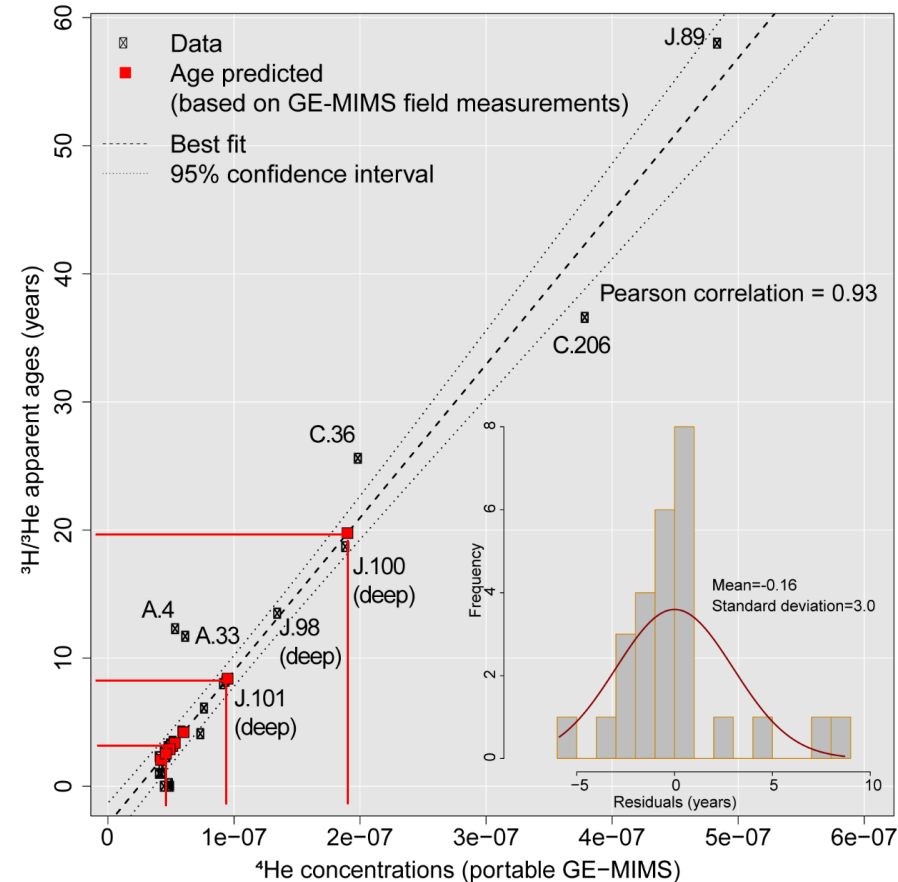 Data
Age predicted
(based on GE-MIMS field measurements)
Best fit
95% confidence interval
J.89
Pearson correlation = 0.93
C.206
C.36
J.100
(deep)
A.4
A.33
J.98
(deep)
J.101
(deep)
³H/³He apparent ages (years)
60
50
40
30
20
10
0
0
1e-07
2e-07
3e-07
4e-07
5e-07
6e-07
⁴He concentrations (portable GE−MIMS)
Frequency
8
6
4
2
0
Mean=-0.16
Standard deviation=3.0
−5
0
5
10
Residuals (years)